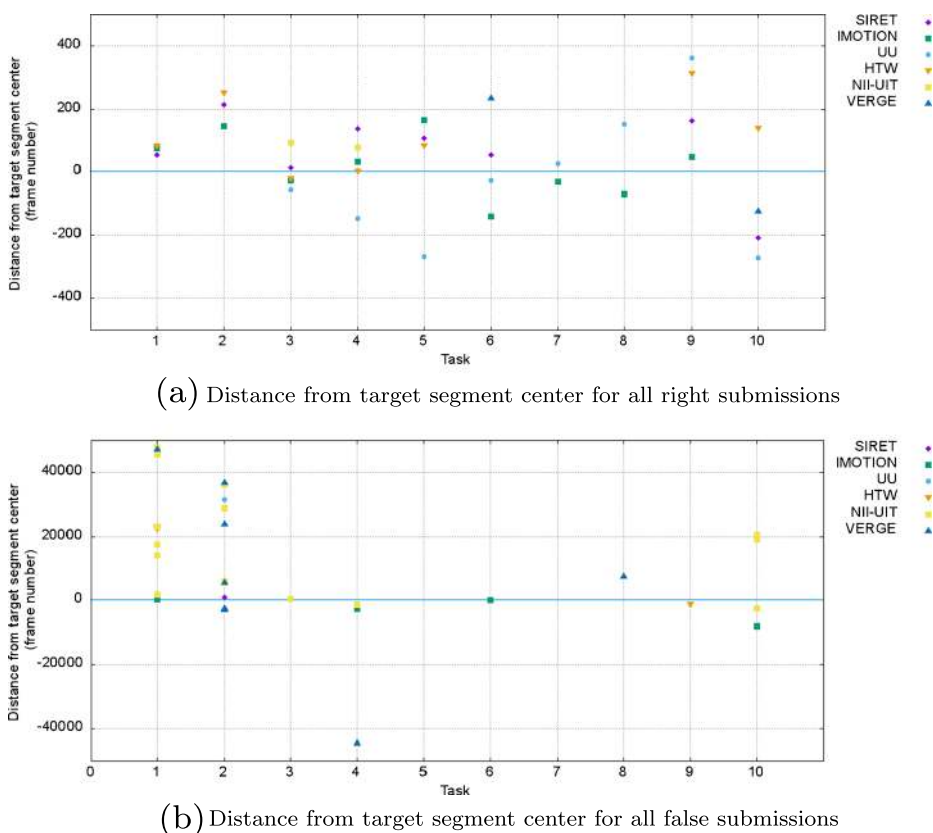 SIRET
IMOTION
UU
HTW
NII-UIT
VERGE
400
200
0
-200
-400
Distance from target segment center
(frame number)
1 2 3 4 5 6 7 8 9 10
Task
(a) Distance from target segment center for all right submissions
SIRET
IMOTION
UU
HTW
NII-UIT
VERGE
40000
20000
0
-20000
-40000
Distance from target segment center
(frame number)
0 1 2 3 4 5 6 7 8 9 10
Task
(b) Distance from target segment center for all false submissions